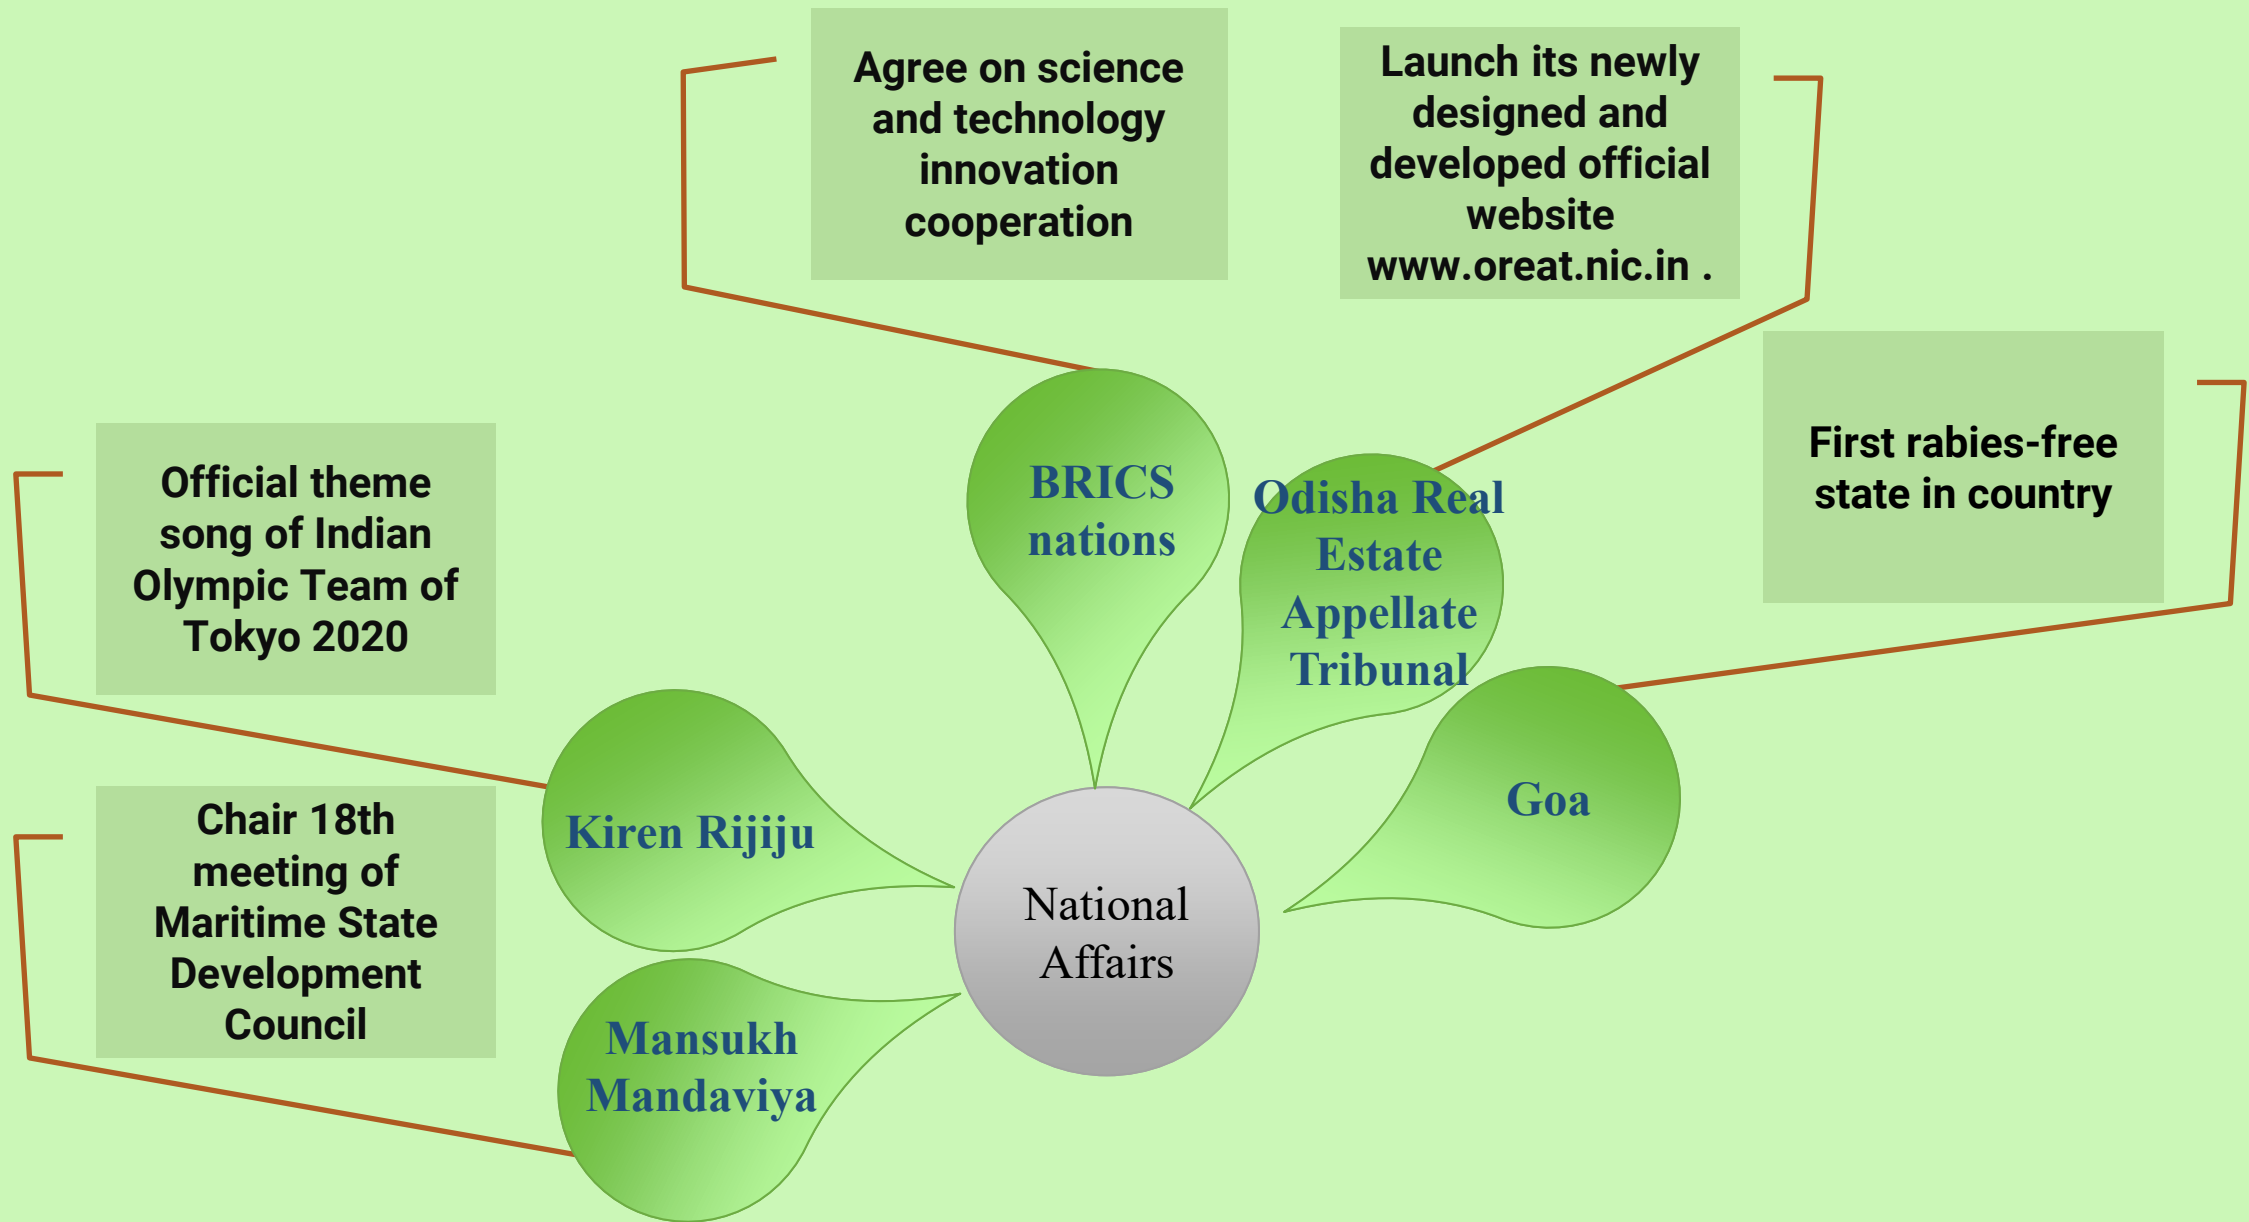 Agree on science
and technology
innovation
cooperation
Launch its newly
designed and
developed official
website
www.oreat.nic.in .
First rabies-free
state in country
Official theme
song of Indian
Olympic Team of
Tokyo 2020
Chair 18th
meeting of
Maritime State
Development
Council
BRICS
nations
Odisha Real
Estate
Appellate
Tribunal
Goa
Kiren Rijiju
Mansukh
Mandaviya
National
Affairs